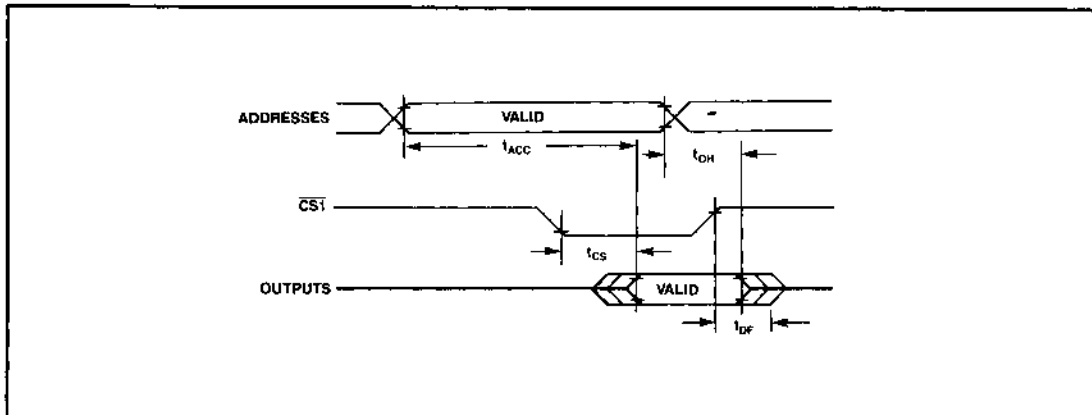 ADDRESSES
VALID
tACC
tOH
CS1
tCS
OUTPUTS
VALID
tDF